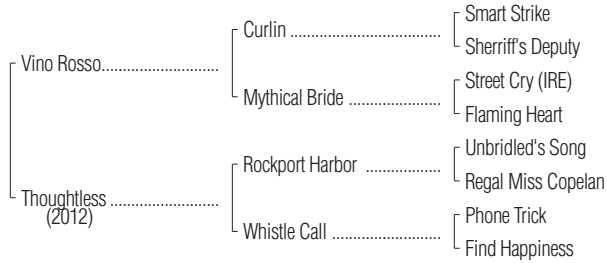 Smart Strike
Curlin ................................
Sherriff's Deputy
Vino Rosso.........................
Street Cry (IRE)
Mythical Bride ....................
Flaming Heart
Unbridled's Song
Rockport Harbor ................
Regal Miss Copelan
Thoughtless .......................
(2012)
Phone Trick
Whistle Call .......................
Find Happiness